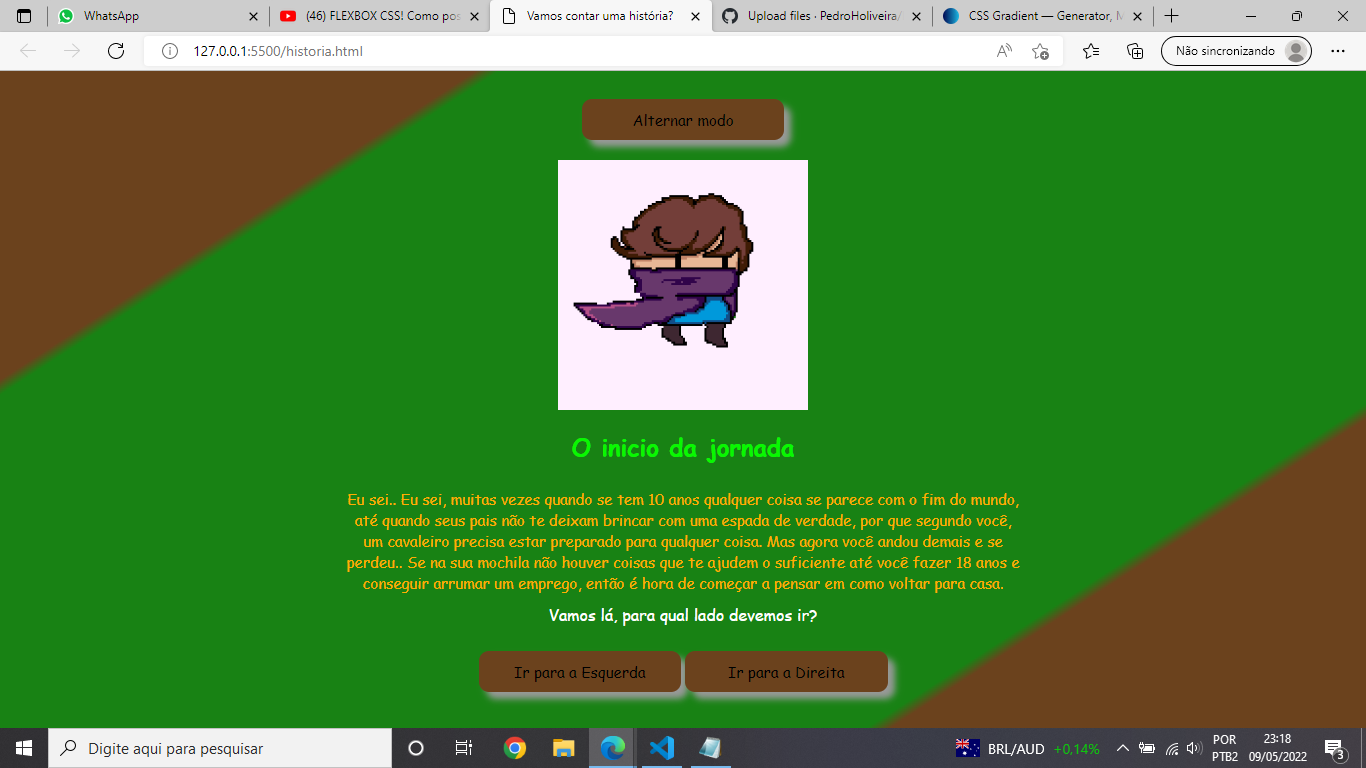 WhatsApp
(46) FLEXBOX CSS! Como pos
Vamos contar uma história?
Upload files · PedroHoliveira/
CSS Gradient — Generator, M
127.0.0.1:5500/historia.html
Não sincronizando
Alternar modo
O inicio da jornada
Eu sei.. Eu sei, muitas vezes quando se tem 10 anos qualquer coisa se parece com o fim do mundo,
até quando seus pais não te deixam brincar com uma espada de verdade, por que segundo você,
um cavaleiro precisa estar preparado para qualquer coisa. Mas agora você andou demais e se
perdeu.. Se na sua mochila não houver coisas que te ajudem o suficiente até você fazer 18 anos e
conseguir arrumar um emprego, então é hora de começar a pensar em como voltar para casa.
Vamos lá, para qual lado devemos ir?
Ir para a Esquerda
Ir para a Direita
Digite aqui para pesquisar
BRL/AUD +0,14%
POR
PTB2
23:18
09/05/2022
3